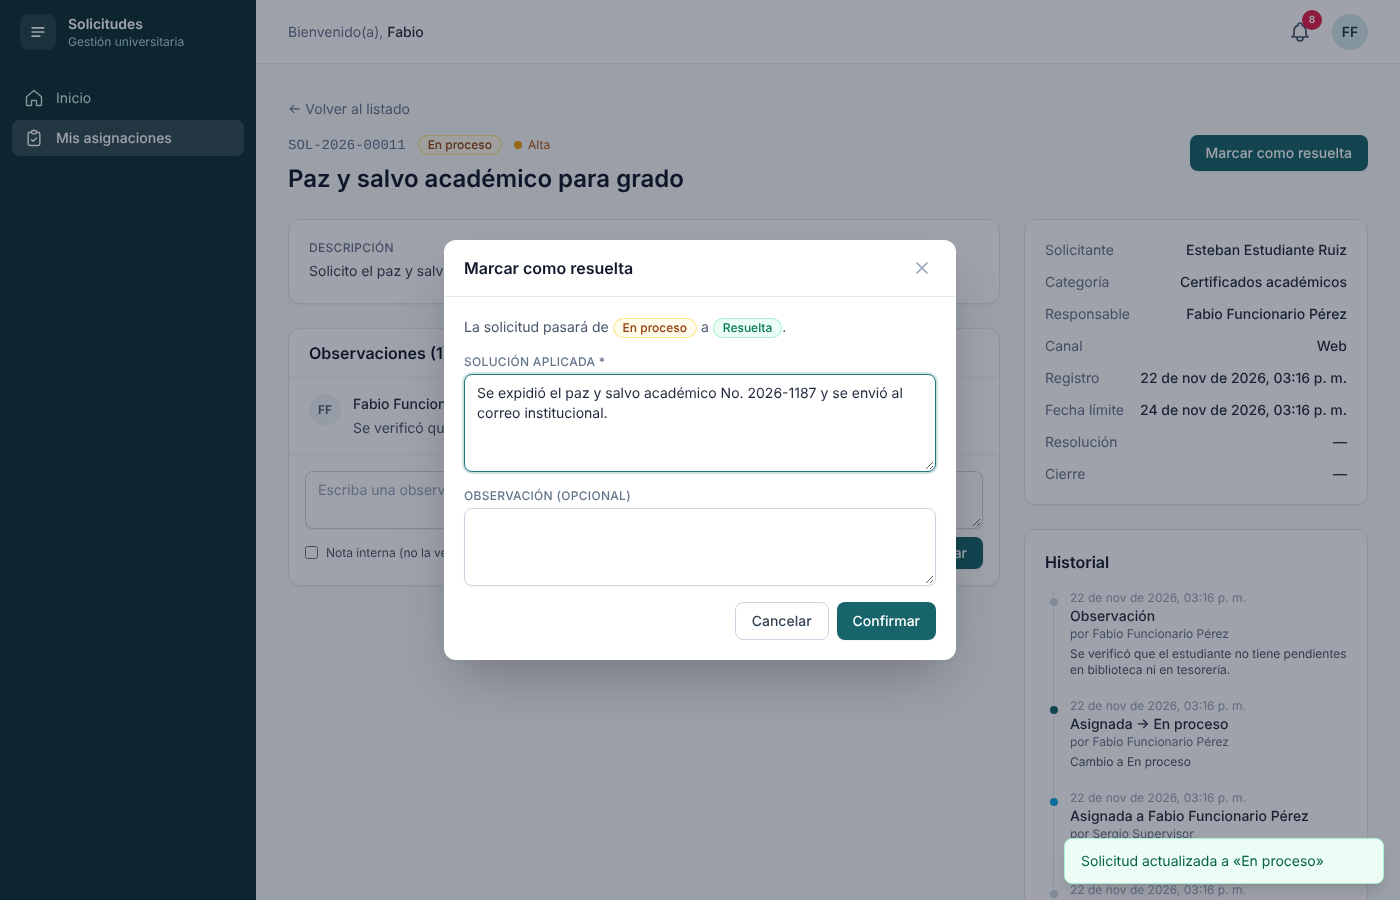 Solicitudes
Gestión universitaria
Inicio
Mis asignaciones
Bienvenido(a), Fabio
8
FF
← Volver al listado
SOL-2026-00011 En proceso Alta
Paz y salvo académico para grado
Marcar como resuelta
DESCRIPCIÓN
Solicito el paz y salv
Observaciones (1
FF
Fabio Funcion
Se verificó qu
Escriba una observ
Nota interna (no la ve
ar
Marcar como resuelta
La solicitud pasará de En proceso a Resuelta.
SOLUCIÓN APLICADA *
Se expidió el paz y salvo académico No. 2026-1187 y se envió al
correo institucional.
OBSERVACIÓN (OPCIONAL)
Cancelar
Confirmar
Solicitante Esteban Estudiante Ruiz
Categoría Certificados académicos
Responsable Fabio Funcionario Pérez
Canal Web
Registro 22 de nov de 2026, 03:16 p. m.
Fecha límite 24 de nov de 2026, 03:16 p. m.
Resolución —
Cierre —
Historial
22 de nov de 2026, 03:16 p. m.
Observación
por Fabio Funcionario Pérez
Se verificó que el estudiante no tiene pendientes
en biblioteca ni en tesorería.
22 de nov de 2026, 03:16 p. m.
Asignada → En proceso
por Fabio Funcionario Pérez
Cambio a En proceso
22 de nov de 2026, 03:16 p. m.
Asignada a Fabio Funcionario Pérez
por Sergio Supervisor
Solicitud actualizada a «En proceso»
22 de nov de 2026, 03:16 p. m.